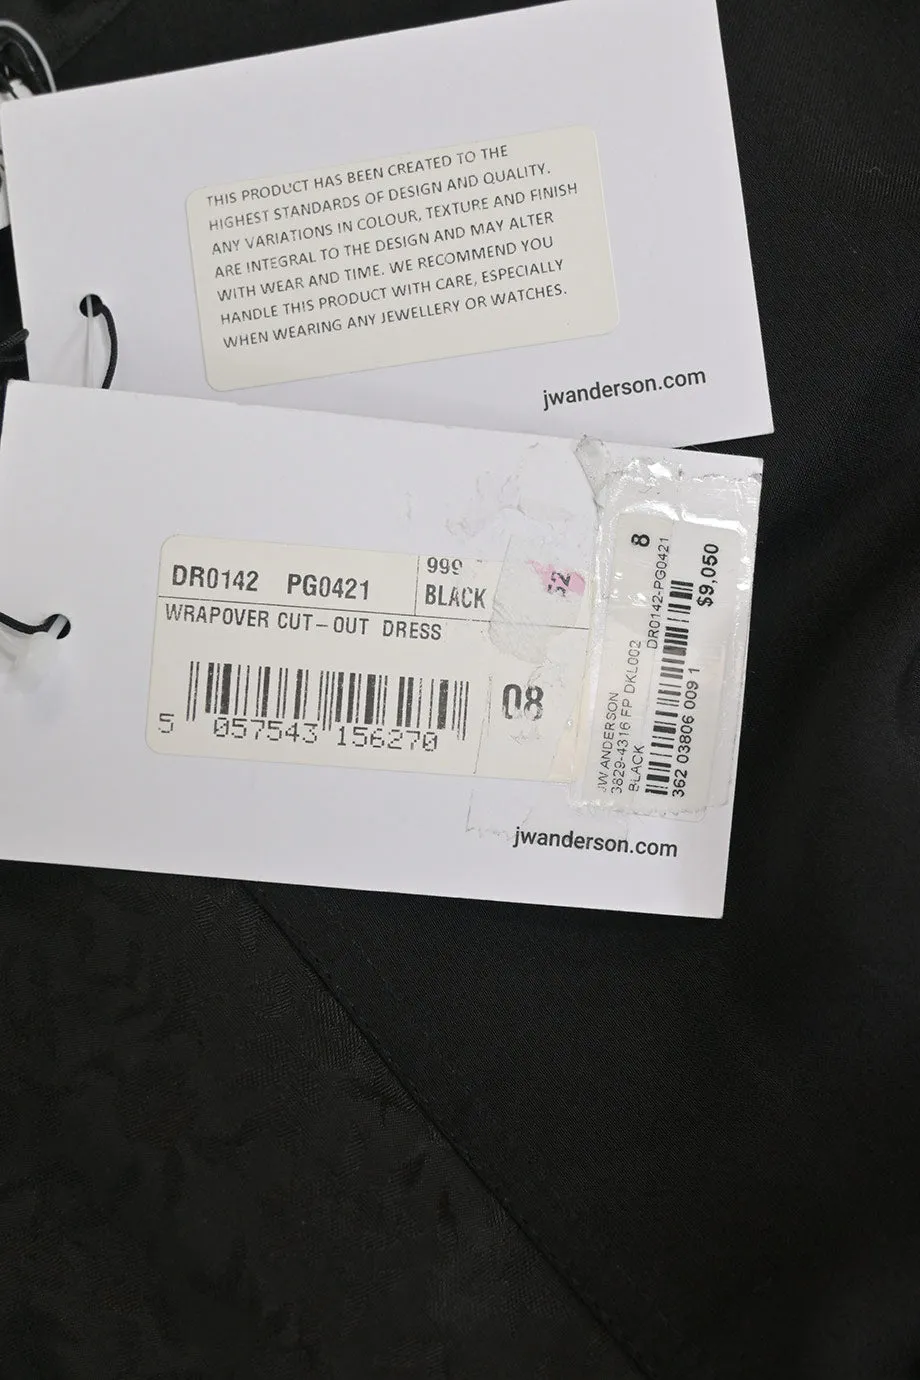 THIS PRODUCT HAS BEEN CREATED TO THE
HIGHEST STANDARDS OF DESIGN AND QUALITY.
ANY VARIATIONS IN COLOUR, TEXTURE AND FINISH
ARE INTEGRAL TO THE DESIGN AND MAY ALTER
WITH WEAR AND TIME. WE RECOMMEND YOU
HANDLE THIS PRODUCT WITH CARE, ESPECIALLY
WHEN WEARING ANY JEWELLERY OR WATCHES.
jwanderson.com
DR0142 PG0421
999
BLACK
WRAPOVER CUT-OUT DRESS
5 057543 156270
08
52
JW ANDERSON
3829-4316 FP DKL002
BLACK
8
DR0142-PG0421
362 03806 009 1
$9,050
jwanderson.com